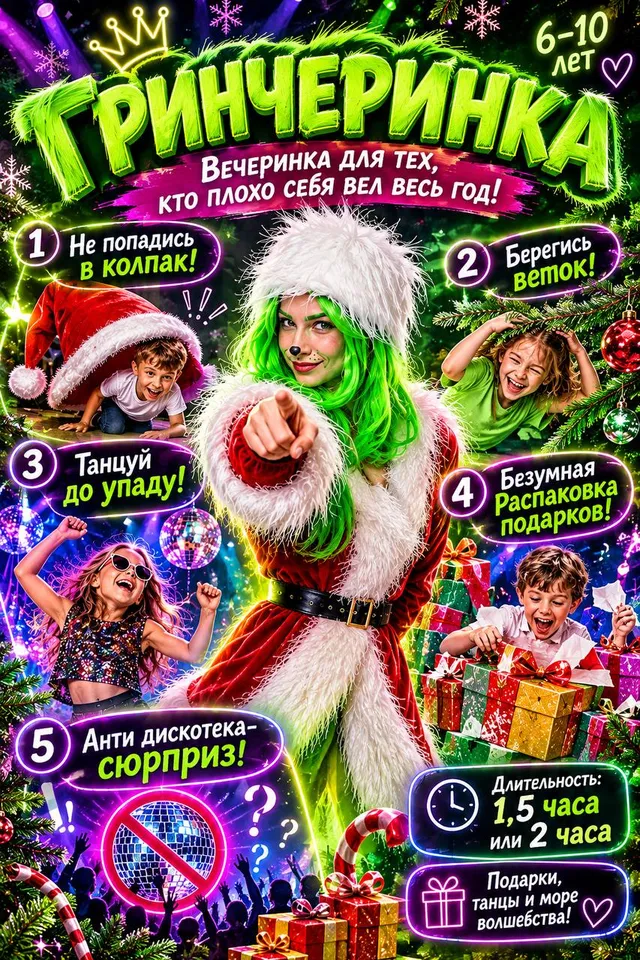 6–10
лет
ГРИНЧЕРИНКА
Вечеринка для тех,
кто плохо себя вел весь год!
1 Не попадись
в колпак!
2 Берегись
веток!
3 Танцуй
до упаду!
4 Безумная
Распаковка
подарков!
5 Анти дискотека-
сюрприз!
!!
?
?
?
Длительность:
1,5 часа
или 2 часа
Подарки,
танцы и море
волшебства!